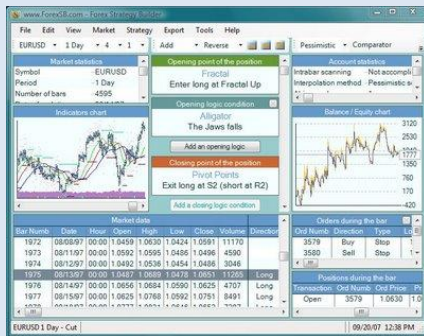 www.ForexSB.com - Forex Strategy Builder
File Edit View Market Strategy Export Tools Help
EURUSD 1 Day 4 1 Add Reverse Pessimistic Comparator
Market statistics
Symbol EURUSD
Period 1 Day
Number of bars 4595
Indicators chart
Opening point of the position
Fractal
Enter long at Fractal Up
Opening logic condition
Alligator
The Jaws falls
Add an opening logic
Closing point of the position
Pivot Points
Exit long at S2 (short at R2)
Add a closing logic condition
Account statistics
Intrabar scanning Not accompli
Interpolation method Pessimistic s
Balance / Equity chart
3120
2530
1777
1350
760
420
Market data
Bar Numb Date Hour Open High Low Close Volume Direction
1972 08/08/97 00:00 1.0459 1.0630 1.0424 1.0591 11170
1973 08/11/97 00:00 1.0592 1.0595 1.0486 1.0496 4590
1974 08/12/97 00:00 1.0492 1.0536 1.0454 1.0486 3046
1975 08/13/97 00:00 1.0487 1.0689 1.0478 1.0651 11265 Long
1976 08/14/97 00:00 1.0656 1.0684 1.0590 1.0625 4707 Long
1977 08/15/97 00:00 1.0625 1.0768 1.0592 1.0751 8491 Long
Orders during the bar
Ord Numb Direction Type Lo
3579 Buy Stop
3580 Sell Stop
Positions during the bar
Transaction Ord Numb Ord Price Pr
Open 3579 1.0630 1.0
EURUSD 1 Day - Cut 09/20/07 12:38 PM